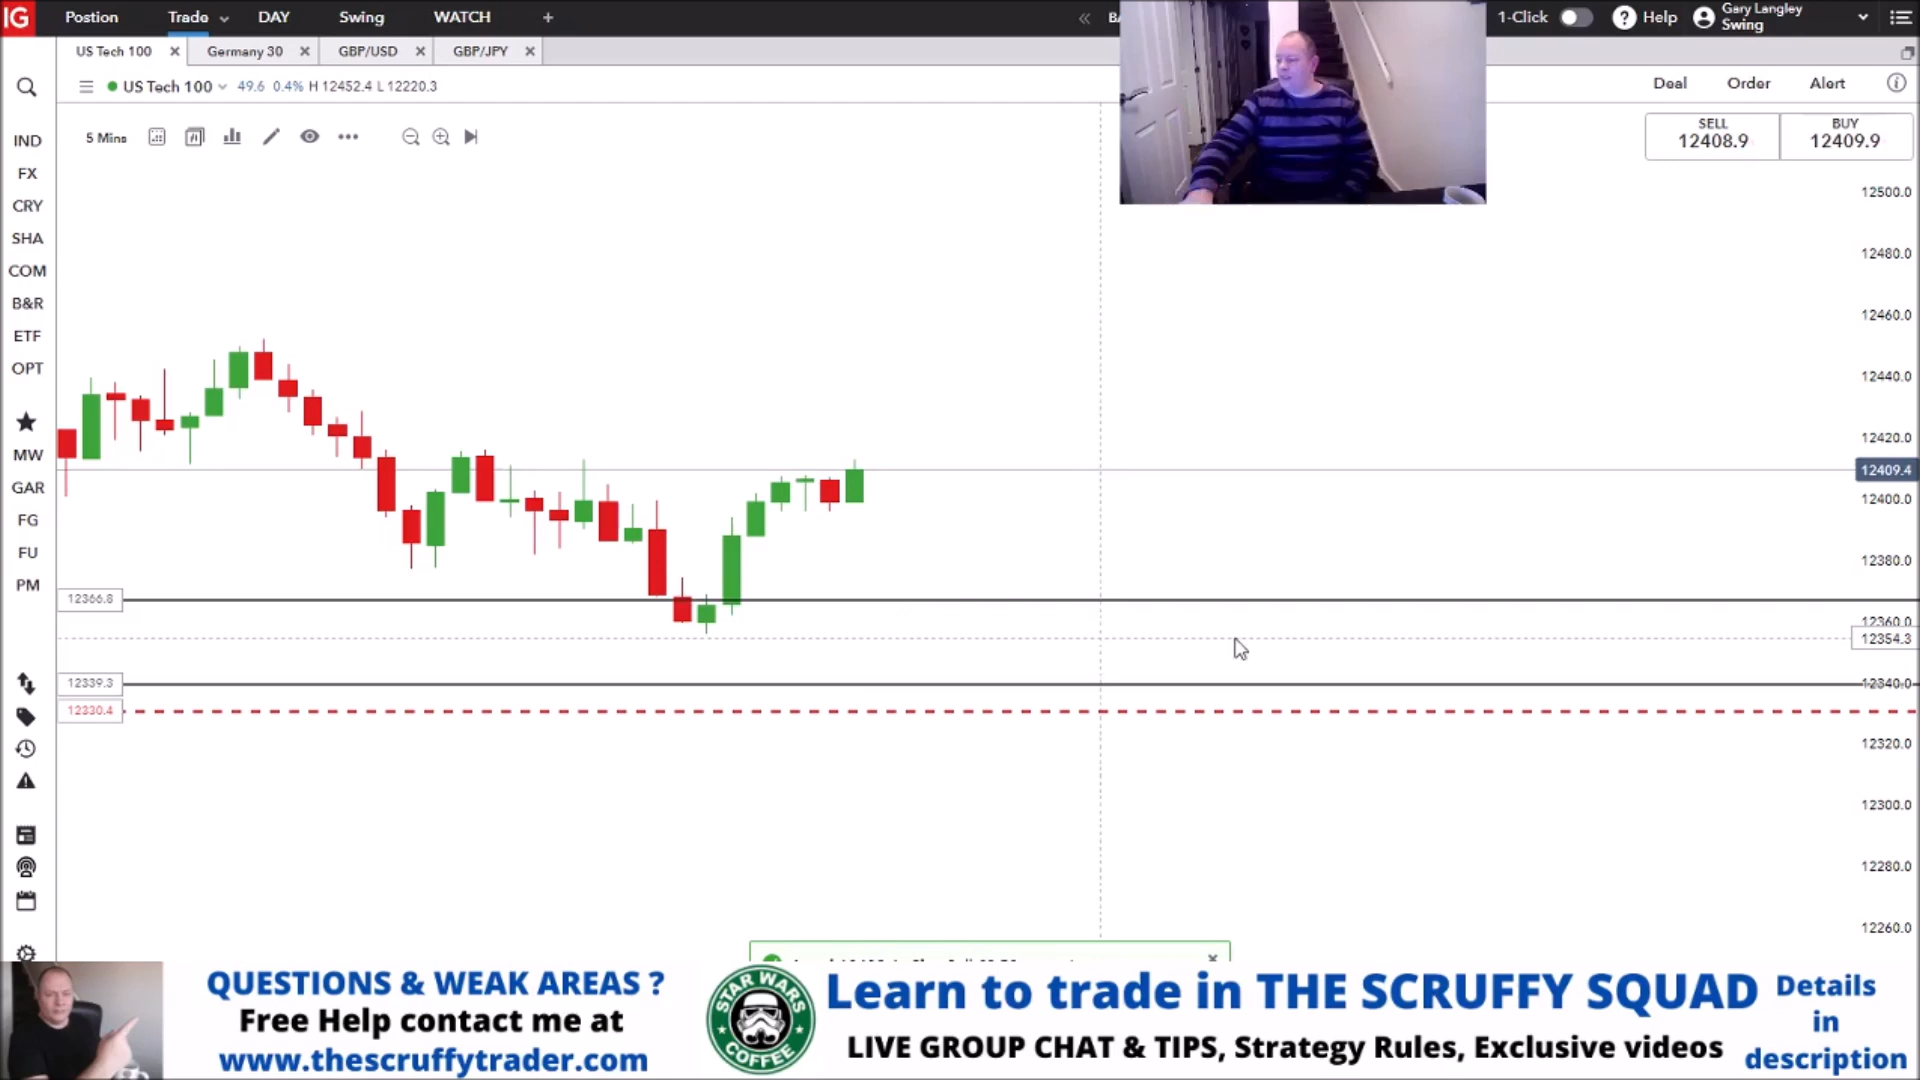 IG
Postion
Trade
DAY
Swing
WATCH
+
1-Click
Help
Gary Langley
Swing
US Tech 100
Germany 30
GBP/USD
GBP/JPY
US Tech 100 49.6 0.4% H 12452.4 L 12220.3
Deal
Order
Alert
5 Mins
SELL
12408.9
BUY
12409.9
IND
FX
CRY
SHA
COM
B&R
ETF
OPT
MW
GAR
FG
FU
PM
12500.0
12480.0
12460.0
12440.0
12420.0
12409.4
12400.0
12380.0
12360.0
12354.3
12340.0
12320.0
12300.0
12280.0
12260.0
12366.8
12339.3
12330.4
QUESTIONS & WEAK AREAS ?
Free Help contact me at
www.thescruffytrader.com
STAR WARS
COFFEE
Learn to trade in THE SCRUFFY SQUAD
LIVE GROUP CHAT & TIPS, Strategy Rules, Exclusive videos
Details
in
description